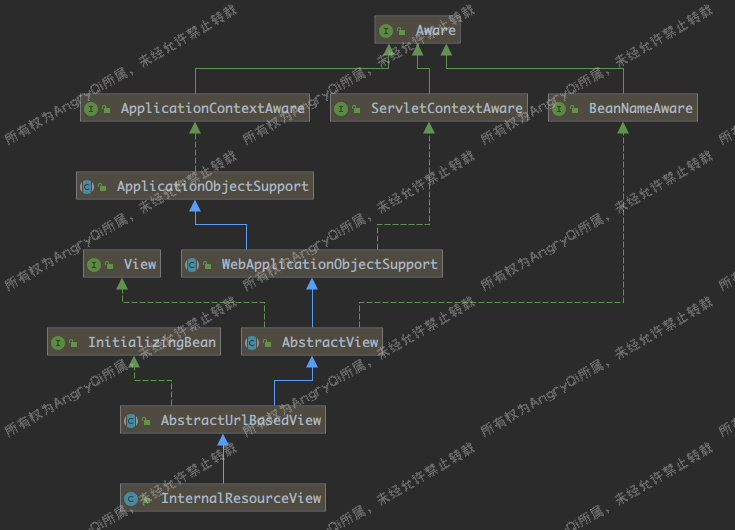 Aware
ApplicationContextAware
ServletContextAware
BeanNameAware
ApplicationObjectSupport
View
WebApplicationObjectSupport
InitializingBean
AbstractView
AbstractUrlBasedView
InternalResourceView
所有权为AngryQi所属，未经允许禁止转载